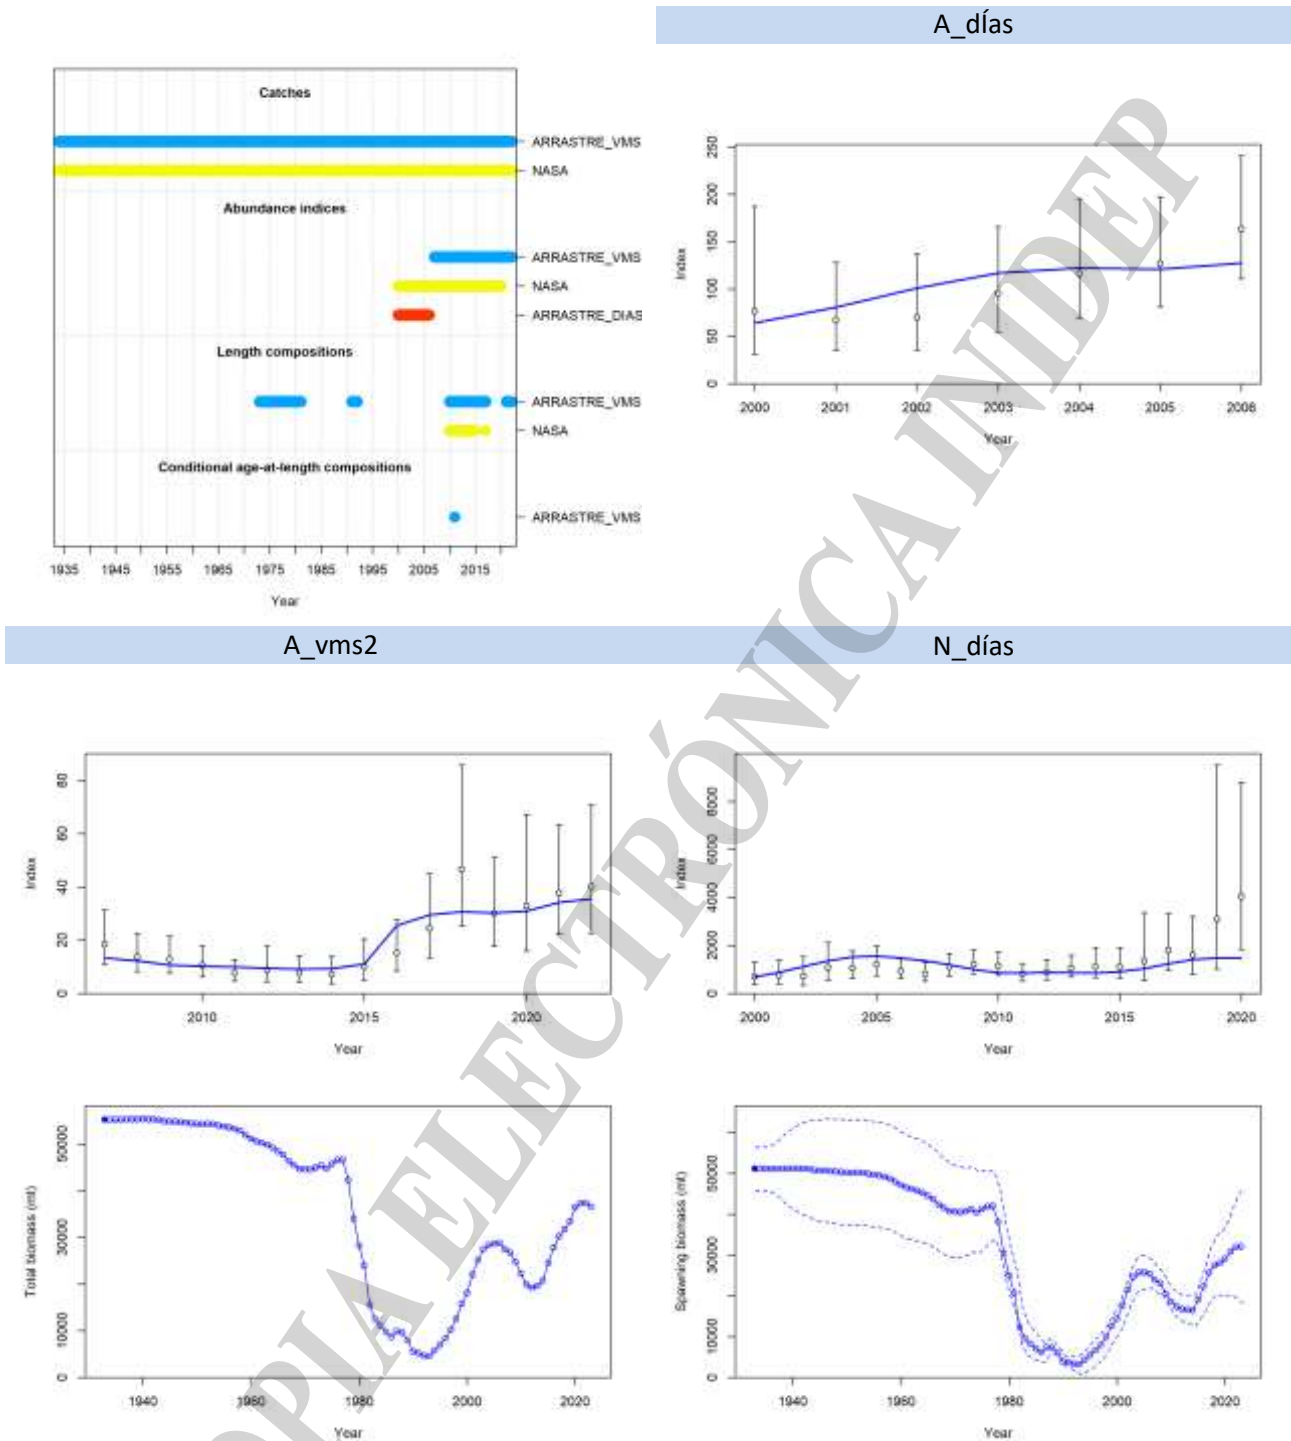 A_dÍas
Catches
ARRASTRE_VMS
NASA
Abundance indices
ARRASTRE_VMS
NASA
ARRASTRE_DIAS
Length compositions
ARRASTRE_VMS
NASA
Conditional age-at-length compositions
ARRASTRE_VMS
1935 1945 1955 1965 1975 1985 1995 2005 2015
Year
Index
0 50 100 150 200 250
2000 2001 2002 2003 2004 2005 2006
Year
A_vms2
N_días
Index
0 20 40 60 80
2010 2015 2020
Year
Index
0 2000 4000 6000 8000
2000 2005 2010 2015 2020
Year
Total biomass (mt)
0 10000 30000 50000
1940 1960 1980 2000 2020
Year
Spawning biomass (mt)
0 10000 30000 50000
1940 1960 1980 2000 2020
Year
COPIA ELECTRÓNICA INIDEP